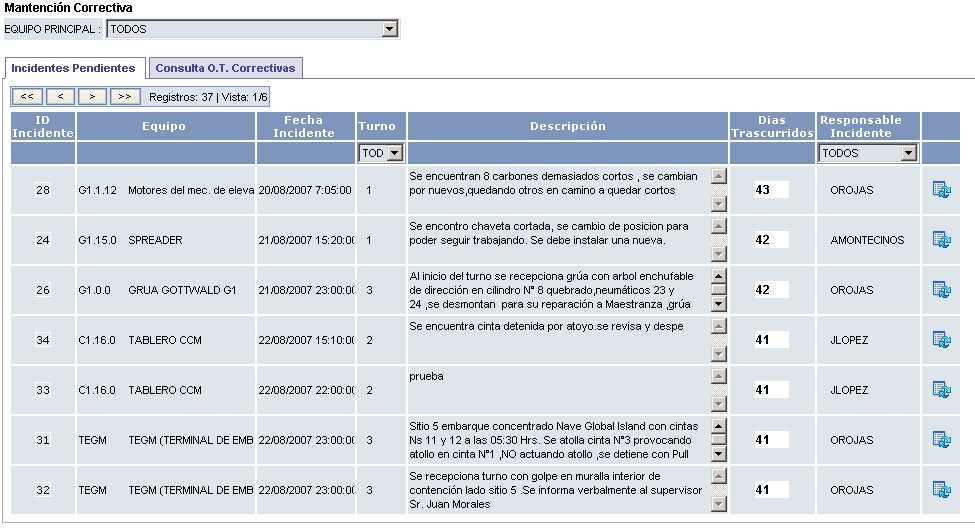 Mantención Correctiva
EQUIPO PRINCIPAL : TODOS
Incidentes Pendientes Consulta O.T. Correctivas
<< < > >> Registros: 37 | Vista: 1/6
ID Incidente Equipo Fecha Incidente Turno Descripción Dias Trascurridos Responsable Incidente
TOD TODOS
28 G1.1.12 Motores del mec. de eleva 20/08/2007 7:05:00 1 Se encuentran 8 carbones demasiados cortos , se cambian 43 OROJAS
por nuevos,quedando otros en camino a quedar cortos
24 G1.15.0 SPREADER 21/08/2007 15:20:0( 1 Se encontro chaveta cortada, se cambio de posicion para 42 AMONTECINOS
poder seguir trabajando. Se debe instalar una nueva.
26 G1.0.0 GRUA GOTTWALD G1 21/08/2007 23:00:0( 3 Al inicio del turno se recepciona grúa con arbol enchufable 42 OROJAS
de dirección en cilindro N° 8 quebrado,neumáticos 23 y
24 ,se desmontan para su reparación a Maestranza ,grúa
34 C1.16.0 TABLERO CCM 22/08/2007 15:10:0( 2 Se encuentra cinta detenida por atoyo.se revisa y despe 41 JLOPEZ
33 C1.16.0 TABLERO CCM 22/08/2007 22:00:0( 2 prueba 41 JLOPEZ
31 TEGM TEGM (TERMINAL DE EMB 22/08/2007 23:00:0( 3 Sitio 5 embarque concentrado Nave Global Island con cintas 41 OROJAS
Ns 11 y 12 a las 05:30 Hrs. Se atolla cinta N°3 provocando
atollo en cinta N°1 ,NO actuando atollo ,se detiene con Pull
32 TEGM TEGM (TERMINAL DE EMB 22/08/2007 23:00:0( 3 Se recepciona turno con golpe en muralla interior de 41 OROJAS
contención lado sitio 5 .Se informa verbalmente al supervisor
Sr. Juan Morales